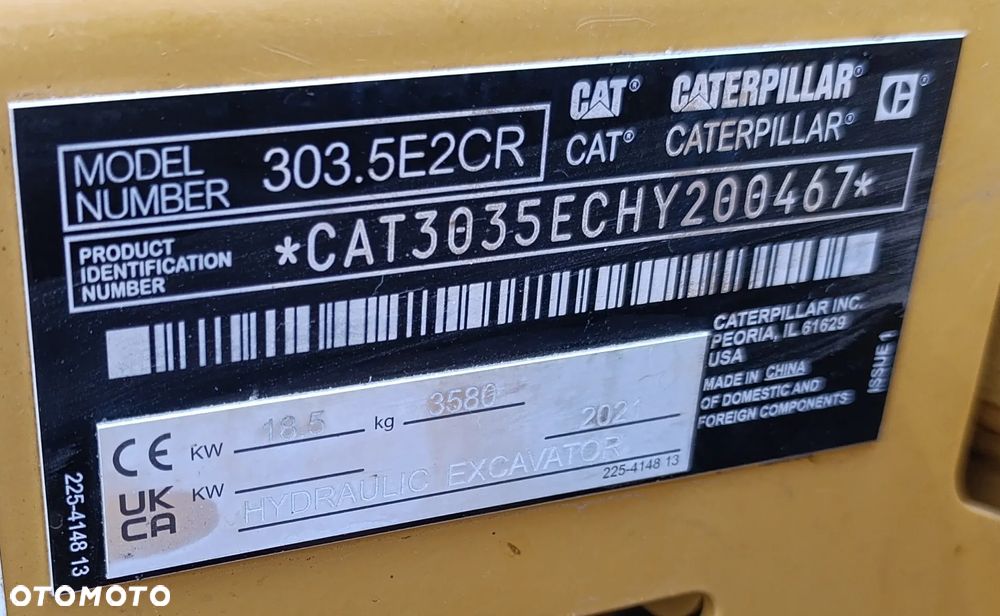 CAT® CATERPILLAR® C®
CAT® CATERPILLAR®
MODEL
NUMBER
303.5E2CR
PRODUCT
IDENTIFICATION
NUMBER
*CAT3035ECHY200467*
CATERPILLAR INC.
PEORIA, IL 61629
USA
MADE IN CHINA
OF DOMESTIC AND
FOREIGN COMPONENTS
ISSUE 1
CE KW 18.5 kg 3580 2021
UK
CA
KW
HYDRAULIC EXCAVATOR
225-4148 13
225-4148 13
OTOMOTO